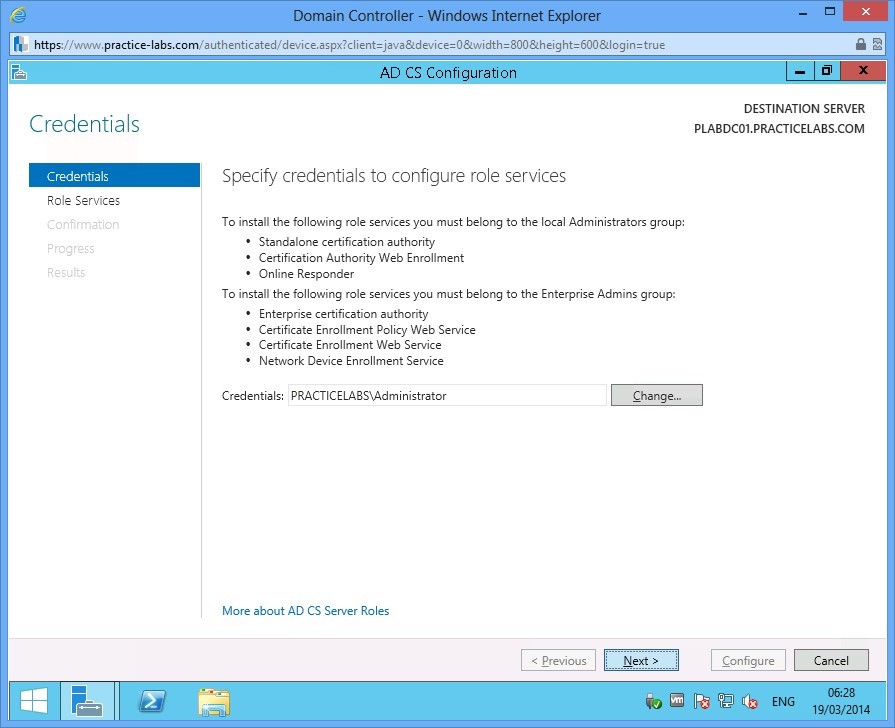 Domain Controller - Windows Internet Explorer
https://www.practice-labs.com/authenticated/device.aspx?client=java&device=0&width=800&height=600&login=true
AD CS Configuration
Credentials
DESTINATION SERVER
PLABDC01.PRACTICELABS.COM
Credentials
Role Services
Confirmation
Progress
Results
Specify credentials to configure role services
To install the following role services you must belong to the local Administrators group:
• Standalone certification authority
• Certification Authority Web Enrollment
• Online Responder
To install the following role services you must belong to the Enterprise Admins group:
• Enterprise certification authority
• Certificate Enrollment Policy Web Service
• Certificate Enrollment Web Service
• Network Device Enrollment Service
Credentials: PRACTICELABS\Administrator Change...
More about AD CS Server Roles
< Previous Next > Configure Cancel
ENG
06:28
19/03/2014